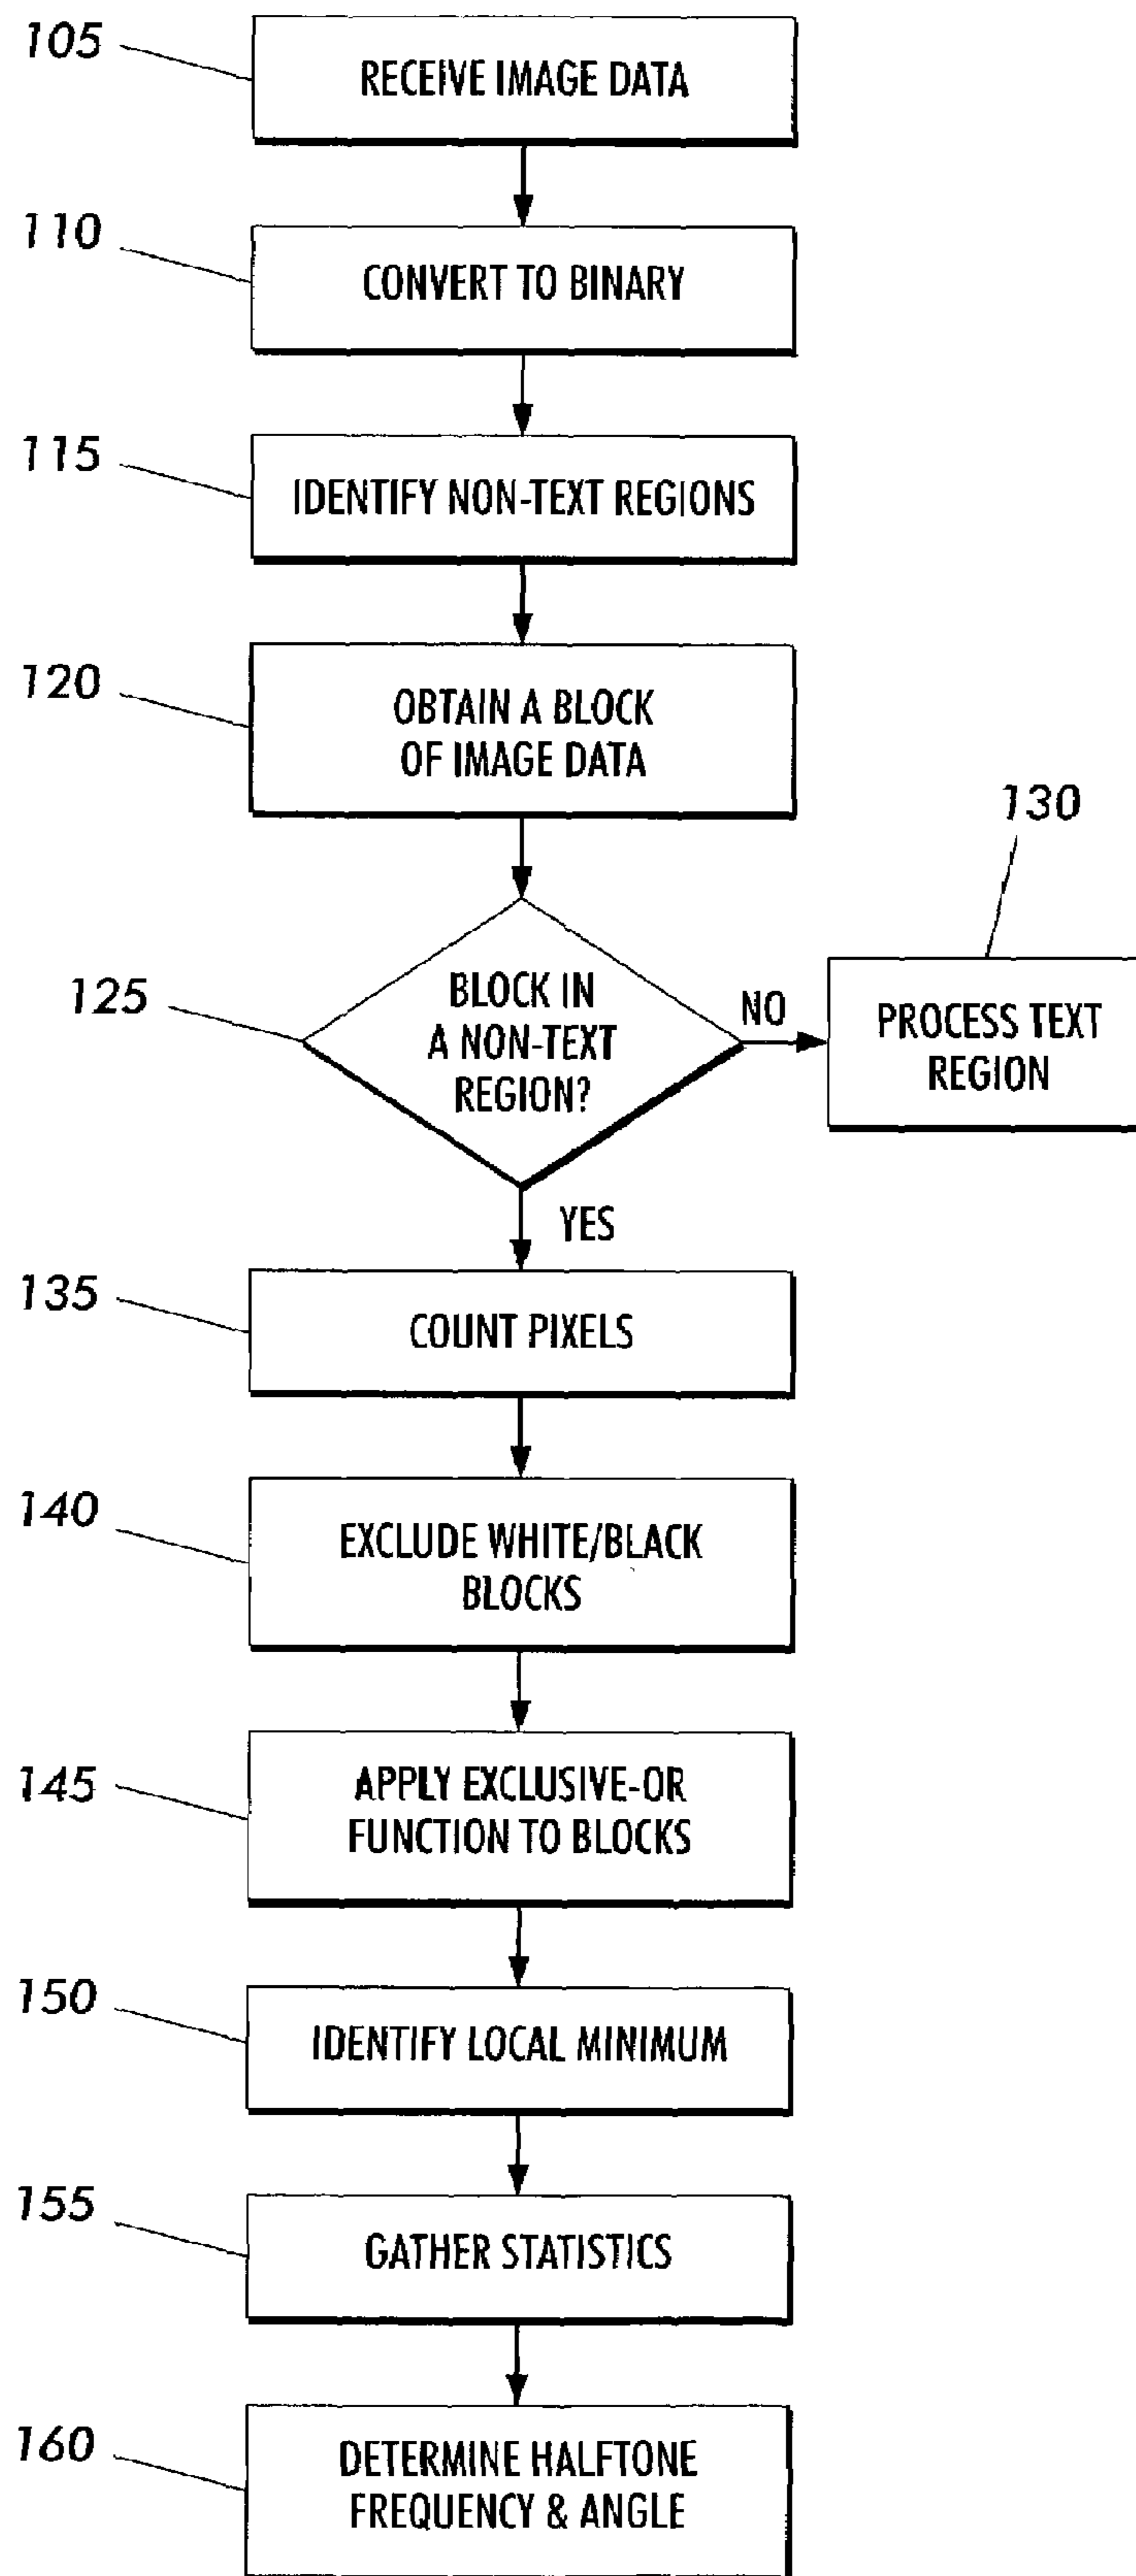 105
RECEIVE IMAGE DATA
110
CONVERT TO BINARY
115
IDENTIFY NON-TEXT REGIONS
120
OBTAIN A BLOCK
OF IMAGE DATA
125
BLOCK IN
A NON-TEXT
REGION?
NO
130
PROCESS TEXT
REGION
YES
135
COUNT PIXELS
140
EXCLUDE WHITE/BLACK
BLOCKS
145
APPLY EXCLUSIVE-OR
FUNCTION TO BLOCKS
150
IDENTIFY LOCAL MINIMUM
155
GATHER STATISTICS
160
DETERMINE HALFTONE
FREQUENCY & ANGLE